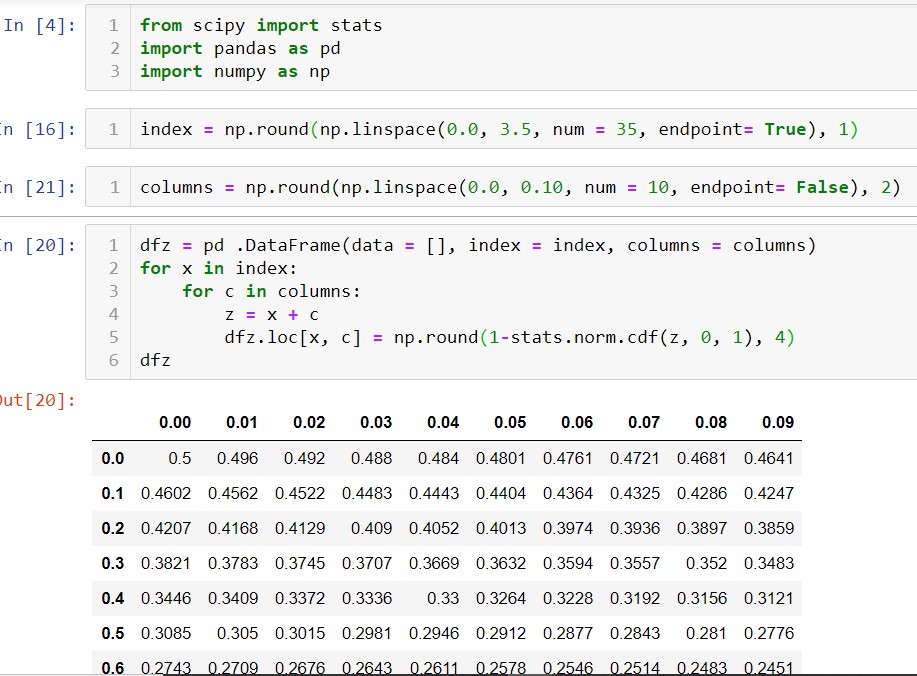 In [4]:
1 from scipy import stats
2 import pandas as pd
3 import numpy as np
In [16]:
1 index = np.round(np.linspace(0.0, 3.5, num = 35, endpoint= True), 1)
In [21]:
1 columns = np.round(np.linspace(0.0, 0.10, num = 10, endpoint= False), 2)
In [20]:
1 dfz = pd .DataFrame(data = [], index = index, columns = columns)
2 for x in index:
3     for c in columns:
4         z = x + c
5         dfz.loc[x, c] = np.round(1-stats.norm.cdf(z, 0, 1), 4)
6 dfz
Out[20]:
0.00 0.01 0.02 0.03 0.04 0.05 0.06 0.07 0.08 0.09
0.0 0.5 0.496 0.492 0.488 0.484 0.4801 0.4761 0.4721 0.4681 0.4641
0.1 0.4602 0.4562 0.4522 0.4483 0.4443 0.4404 0.4364 0.4325 0.4286 0.4247
0.2 0.4207 0.4168 0.4129 0.409 0.4052 0.4013 0.3974 0.3936 0.3897 0.3859
0.3 0.3821 0.3783 0.3745 0.3707 0.3669 0.3632 0.3594 0.3557 0.352 0.3483
0.4 0.3446 0.3409 0.3372 0.3336 0.33 0.3264 0.3228 0.3192 0.3156 0.3121
0.5 0.3085 0.305 0.3015 0.2981 0.2946 0.2912 0.2877 0.2843 0.281 0.2776
0.6 0.2743 0.2709 0.2676 0.2643 0.2611 0.2578 0.2546 0.2514 0.2483 0.2451